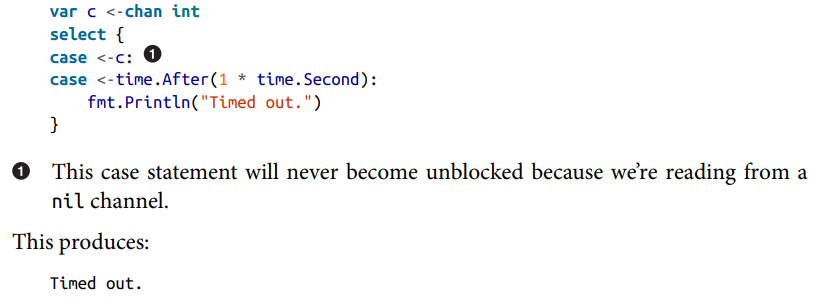 var c <-chan int
select {
case <-c: ❶
case <-time.After(1 * time.Second):
    fmt.Println("Timed out.")
}
❶ This case statement will never become unblocked because we’re reading from a
nil channel.
This produces:
Timed out.